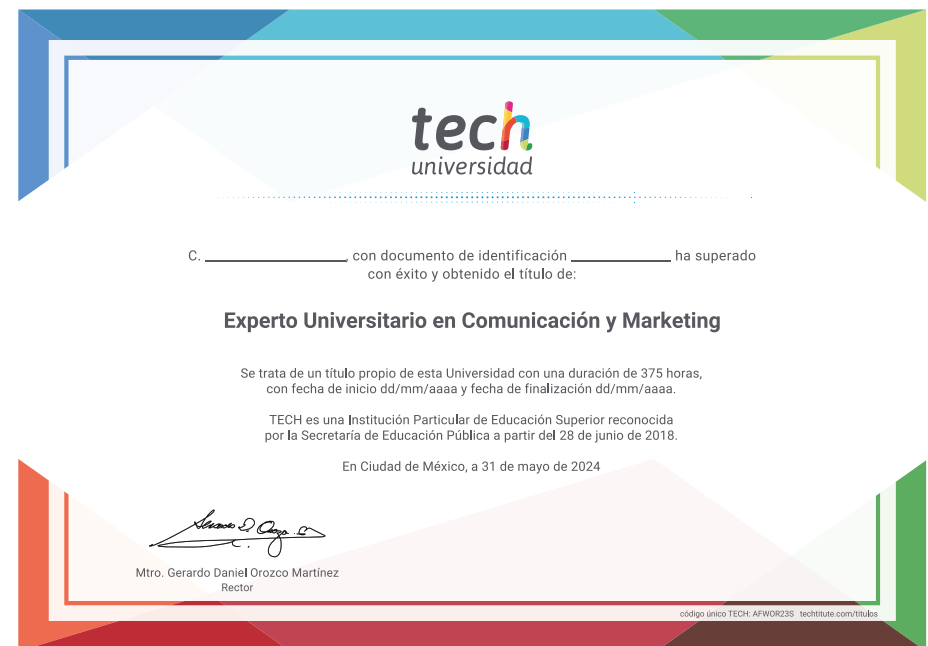 tech
universidad
C. ________________, con documento de identificación ____________ ha superado
con éxito y obtenido el título de:
Experto Universitario en Comunicación y Marketing
Se trata de un título propio de esta Universidad con una duración de 375 horas,
con fecha de inicio dd/mm/aaaa y fecha de finalización dd/mm/aaaa.
TECH es una Institución Particular de Educación Superior reconocida
por la Secretaría de Educación Pública a partir del 28 de junio de 2018.
En Ciudad de México, a 31 de mayo de 2024
Mtro. Gerardo Daniel Orozco Martínez
Rector
código único TECH: AFWOR23S techtitute.com/titulos